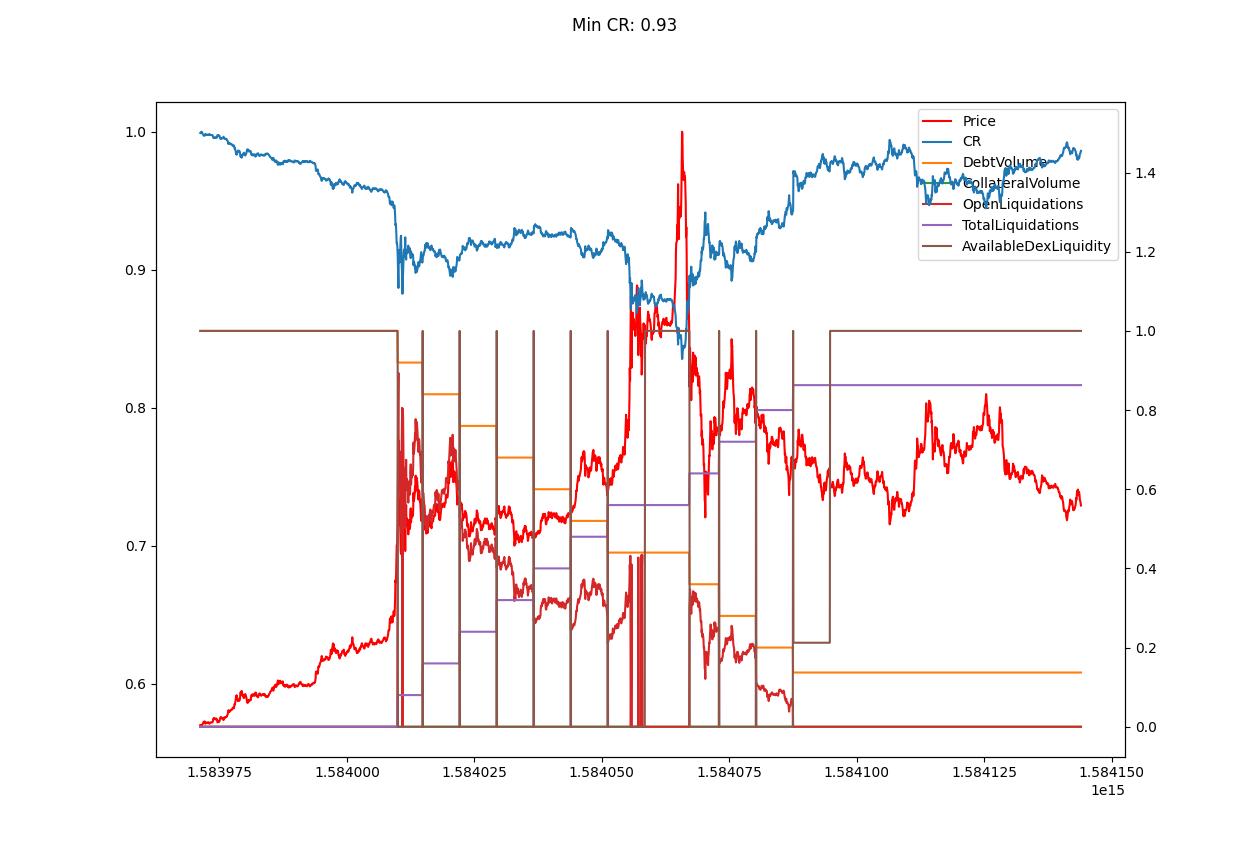 Min CR: 0.93
1.0
0.9
0.8
0.7
0.6
Price
CR
DebtVolume
CollateralVolume
OpenLiquidations
TotalLiquidations
AvailableDexLiquidity
1.4
1.2
1.0
0.8
0.6
0.4
0.2
0.0
1.583975 1.584000 1.584025 1.584050 1.584075 1.584100 1.584125 1.584150
1e15